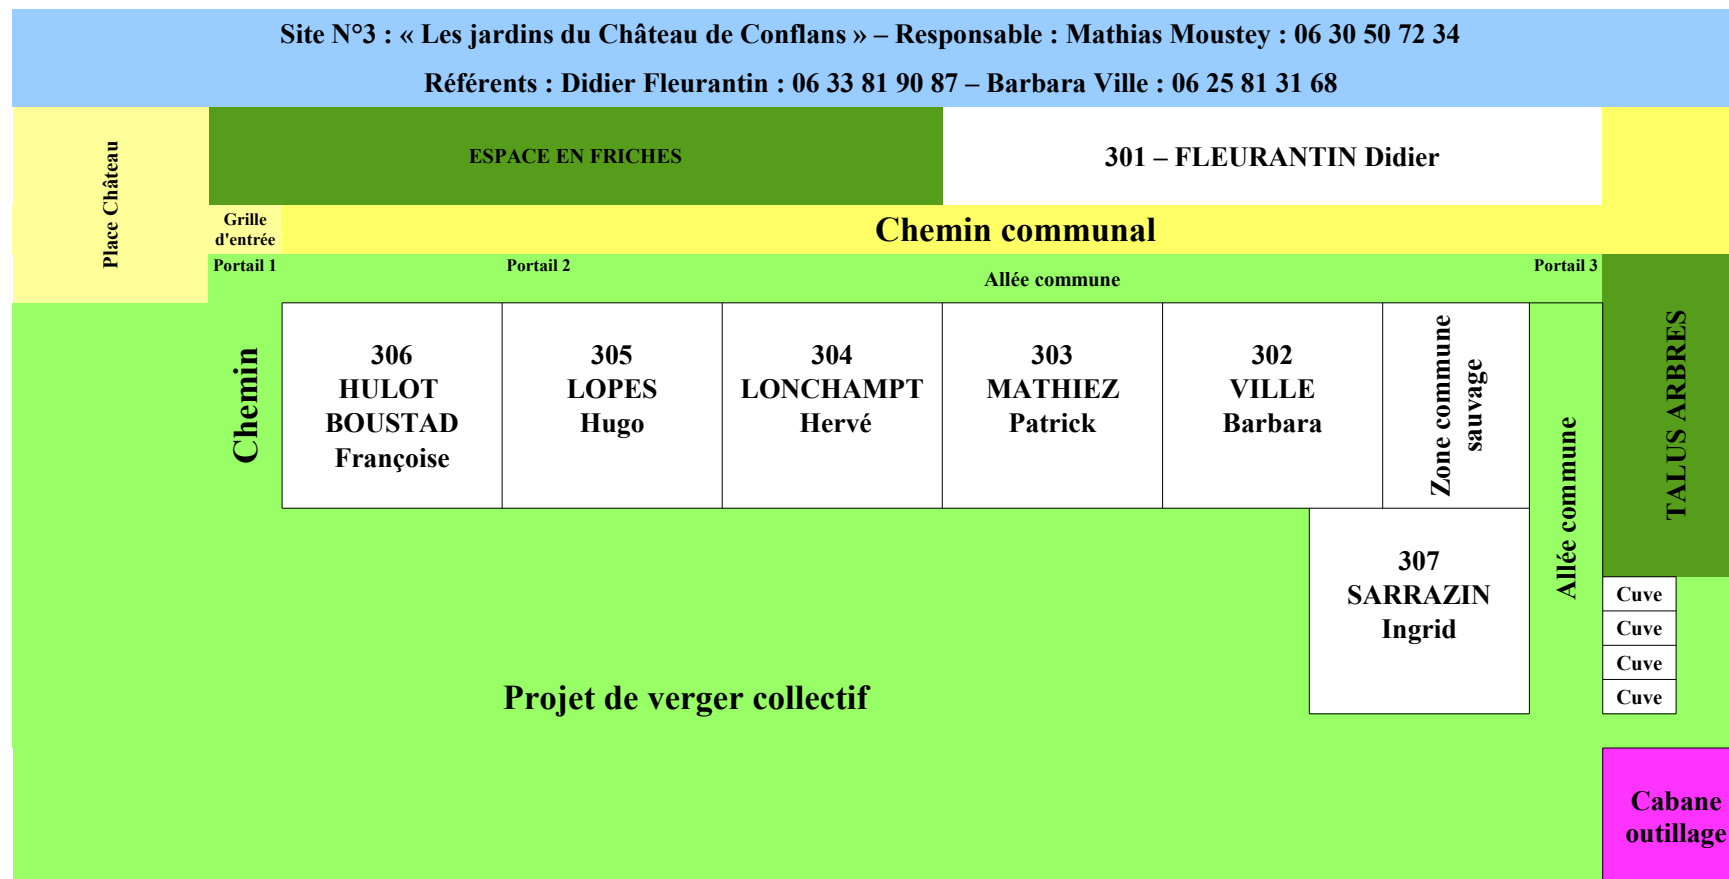 Site N°3 : « Les jardins du Château de Conflans » – Responsable : Mathias Moustey : 06 30 50 72 34
Référents : Didier Fleurantin : 06 33 81 90 87 – Barbara Ville : 06 25 81 31 68
Place Château
ESPACE EN FRICHES
301 – FLEURANTIN Didier
Grille
d'entrée
Chemin communal
Portail 1
Portail 2
Allée commune
Portail 3
Chemin
306
HULOT
BOUSTAD
Françoise
305
LOPES
Hugo
304
LONCHAMPT
Hervé
303
MATHIEZ
Patrick
302
VILLE
Barbara
Zone commune
sauvage
Allée commune
TALUS ARBRES
307
SARRAZIN
Ingrid
Cuve
Cuve
Cuve
Cuve
Projet de verger collectif
Cabane
outillage